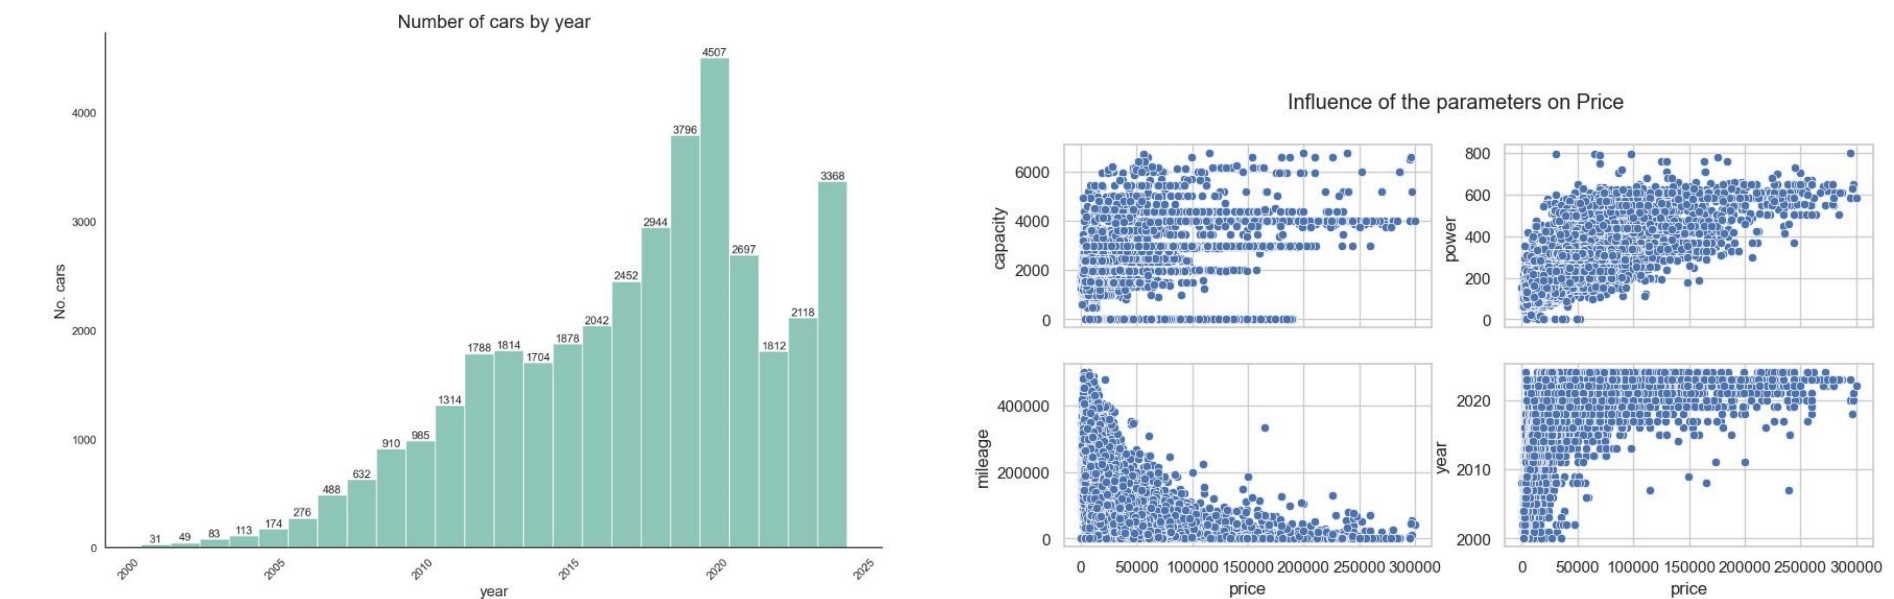 Number of cars by year
No. cars
4000
3000
2000
1000
0
31 49 83 113 174 276 488 632 910 985 1314 1788 1814 1704 1878 2042 2452 2944 3796 4507 2697 1812 2118 3368
2000 2005 2010 2015 2020 2025
year
Influence of the parameters on Price
capacity
6000
4000
2000
0
power
800
600
400
200
0
mileage
400000
200000
0
0 50000 100000 150000 200000 250000 300000
price
year
2020
2010
2000
0 50000 100000 150000 200000 250000 300000
price